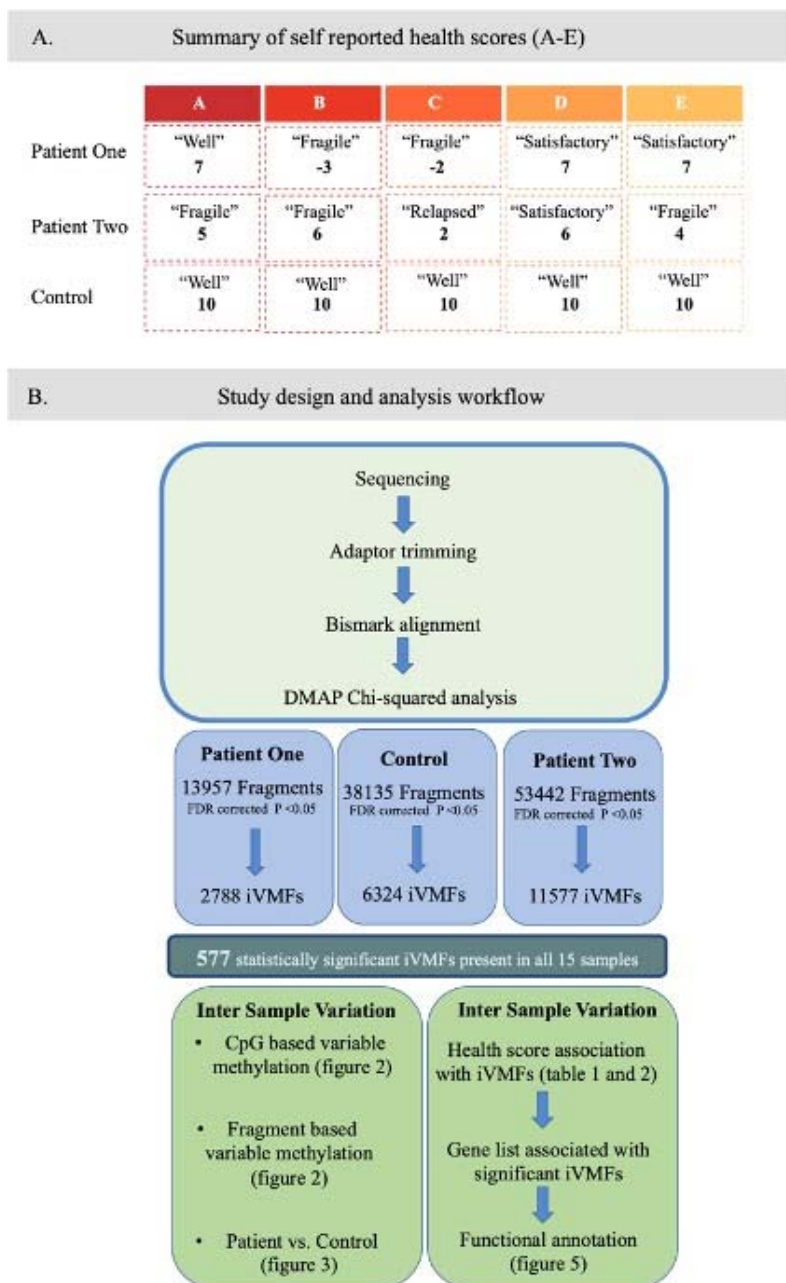 A. Summary of self reported health scores (A-E)
A B C D E
Patient One
“Well” “Fragile” “Fragile” “Satisfactory” “Satisfactory”
7 -3 -2 7 7
Patient Two
“Fragile” “Fragile” “Relapsed” “Satisfactory” “Fragile”
5 6 2 6 4
Control
“Well” “Well” “Well” “Well” “Well”
10 10 10 10 10
B. Study design and analysis workflow
Sequencing
Adaptor trimming
Bismark alignment
DMAP Chi-squared analysis
Patient One
13957 Fragments
FDR corrected P <0.05
2788 iVMFs
Control
38135 Fragments
FDR corrected P <0.05
6324 iVMFs
Patient Two
53442 Fragments
FDR corrected P <0.05
11577 iVMFs
577 statistically significant iVMFs present in all 15 samples
Inter Sample Variation
• CpG based variable
methylation (figure 2)
• Fragment based
variable methylation
(figure 2)
• Patient vs. Control
(figure 3)
Inter Sample Variation
Health score association
with iVMFs (table 1 and 2)
Gene list associated with
significant iVMFs
Functional annotation
(figure 5)